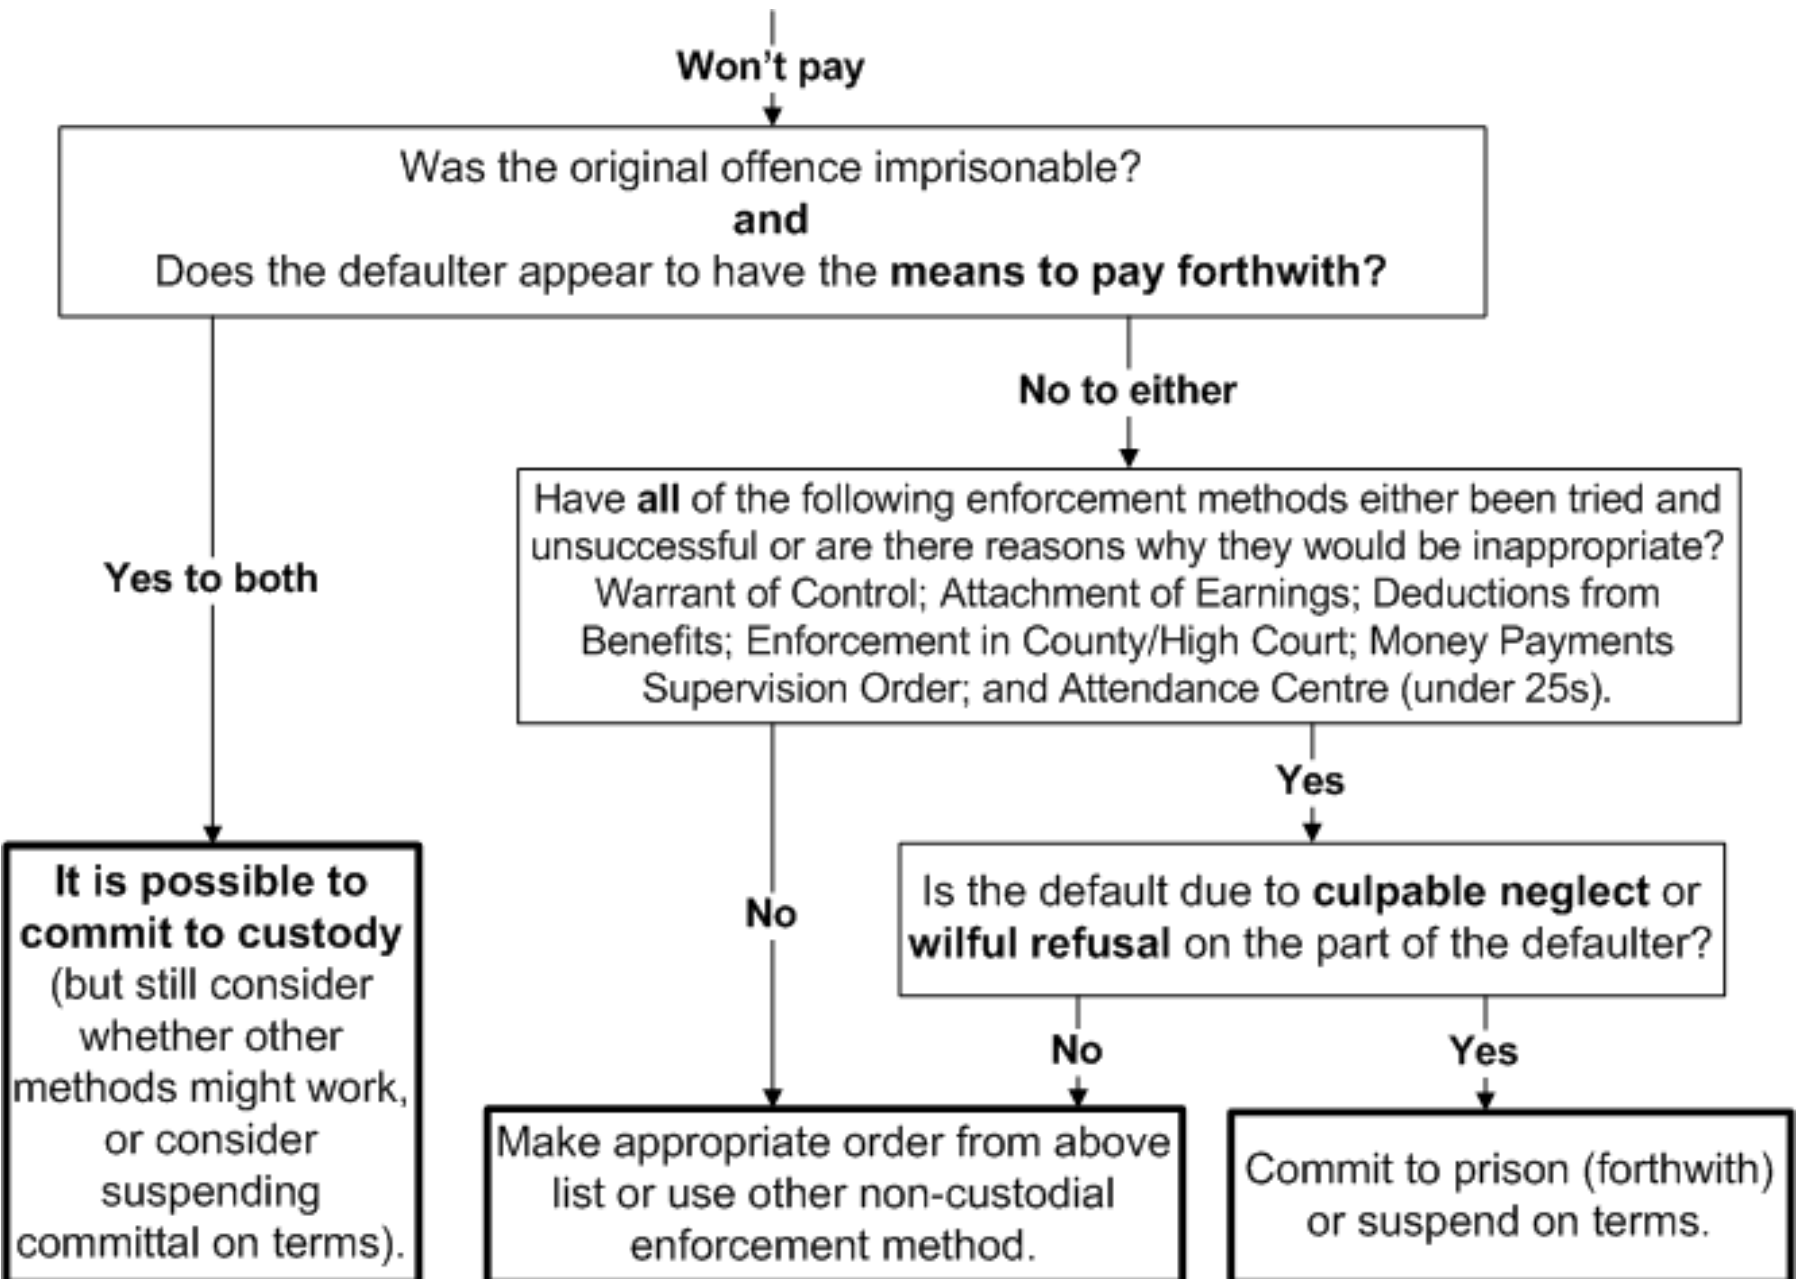 Won't pay
Was the original offence imprisonable?
and
Does the defaulter appear to have the means to pay forthwith?
No to either
Have all of the following enforcement methods either been tried and
unsuccessful or are there reasons why they would be inappropriate?
Warrant of Control; Attachment of Earnings; Deductions from
Benefits; Enforcement in County/High Court; Money Payments
Supervision Order; and Attendance Centre (under 25s).
Yes to both
Yes
It is possible to
commit to custody
(but still consider
whether other
methods might work,
or consider
suspending
committal on terms).
No
Is the default due to culpable neglect or
wilful refusal on the part of the defaulter?
No
Yes
Make appropriate order from above
list or use other non-custodial
enforcement method.
Commit to prison (forthwith)
or suspend on terms.